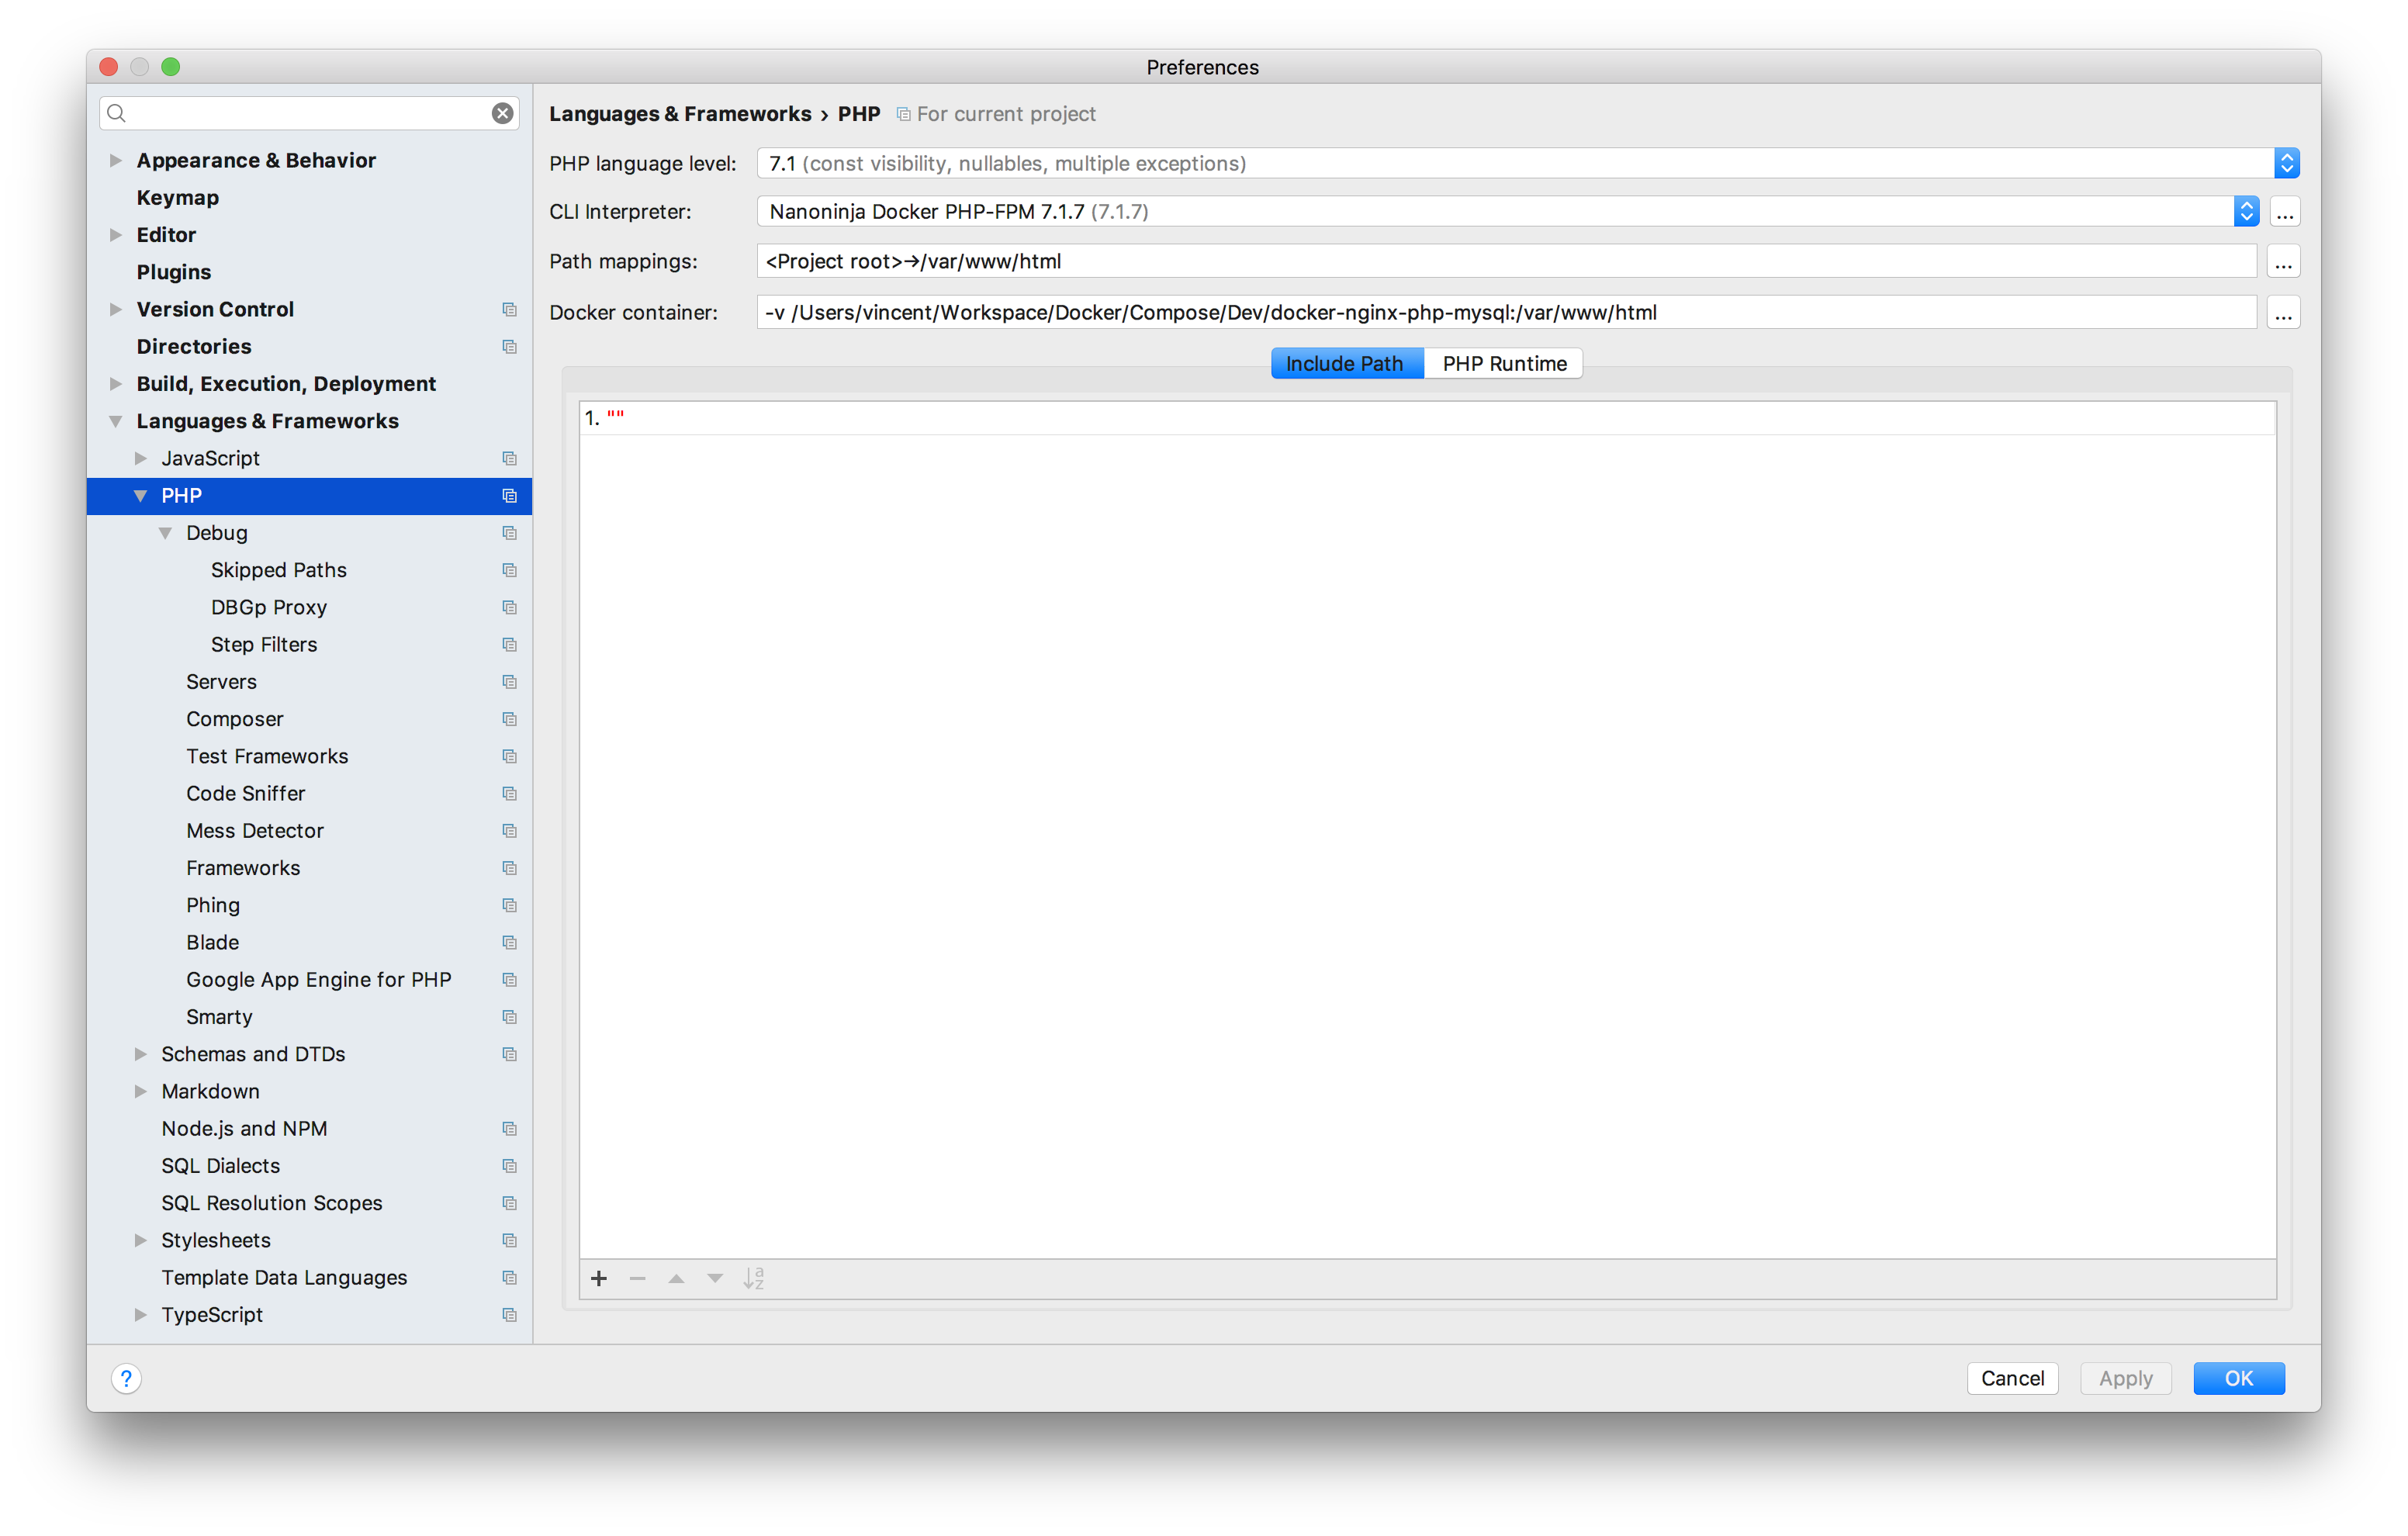 Preferences
Appearance & Behavior
Keymap
Editor
Plugins
Version Control
Directories
Build, Execution, Deployment
Languages & Frameworks
JavaScript
PHP
Debug
Skipped Paths
DBGp Proxy
Step Filters
Servers
Composer
Test Frameworks
Code Sniffer
Mess Detector
Frameworks
Phing
Blade
Google App Engine for PHP
Smarty
Schemas and DTDs
Markdown
Node.js and NPM
SQL Dialects
SQL Resolution Scopes
Stylesheets
Template Data Languages
TypeScript
Languages & Frameworks › PHP For current project
PHP language level: 7.1 (const visibility, nullables, multiple exceptions)
CLI Interpreter: Nanoninja Docker PHP-FPM 7.1.7 (7.1.7) ...
Path mappings: <Project root>→/var/www/html ...
Docker container: -v /Users/vincent/Workspace/Docker/Compose/Dev/docker-nginx-php-mysql:/var/www/html ...
Include Path PHP Runtime
1. ""
a z
? Cancel Apply OK